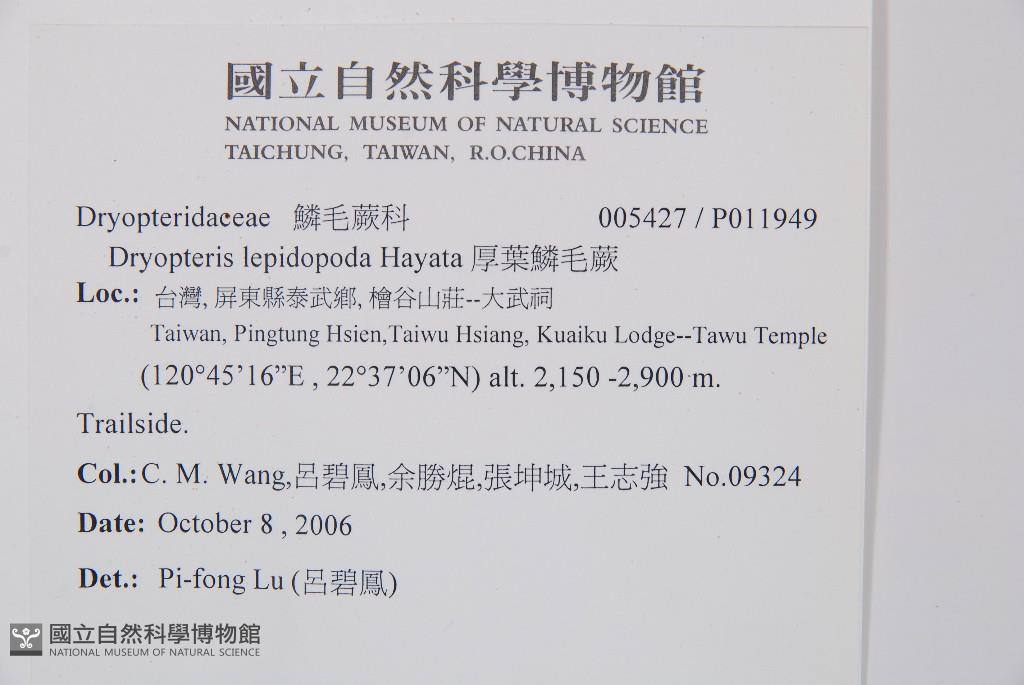 國立自然科學博物館
NATIONAL MUSEUM OF NATURAL SCIENCE
TAICHUNG, TAIWAN, R.O.CHINA
Dryopteridaceae 鱗毛蕨科 005427 / P011949
Dryopteris lepidopoda Hayata 厚葉鱗毛蕨
Loc.: 台灣, 屏東縣泰武鄉, 檜谷山莊--大武祠
Taiwan, Pingtung Hsien,Taiwu Hsiang, Kuaiku Lodge--Tawu Temple
(120°45’16”E , 22°37’06”N) alt. 2,150 -2,900 m.
Trailside.
Col.: C. M. Wang,呂碧鳳,余勝焜,張坤城,王志強 No.09324
Date: October 8 , 2006
Det.: Pi-fong Lu (呂碧鳳)
國立自然科學博物館
NATIONAL MUSEUM OF NATURAL SCIENCE